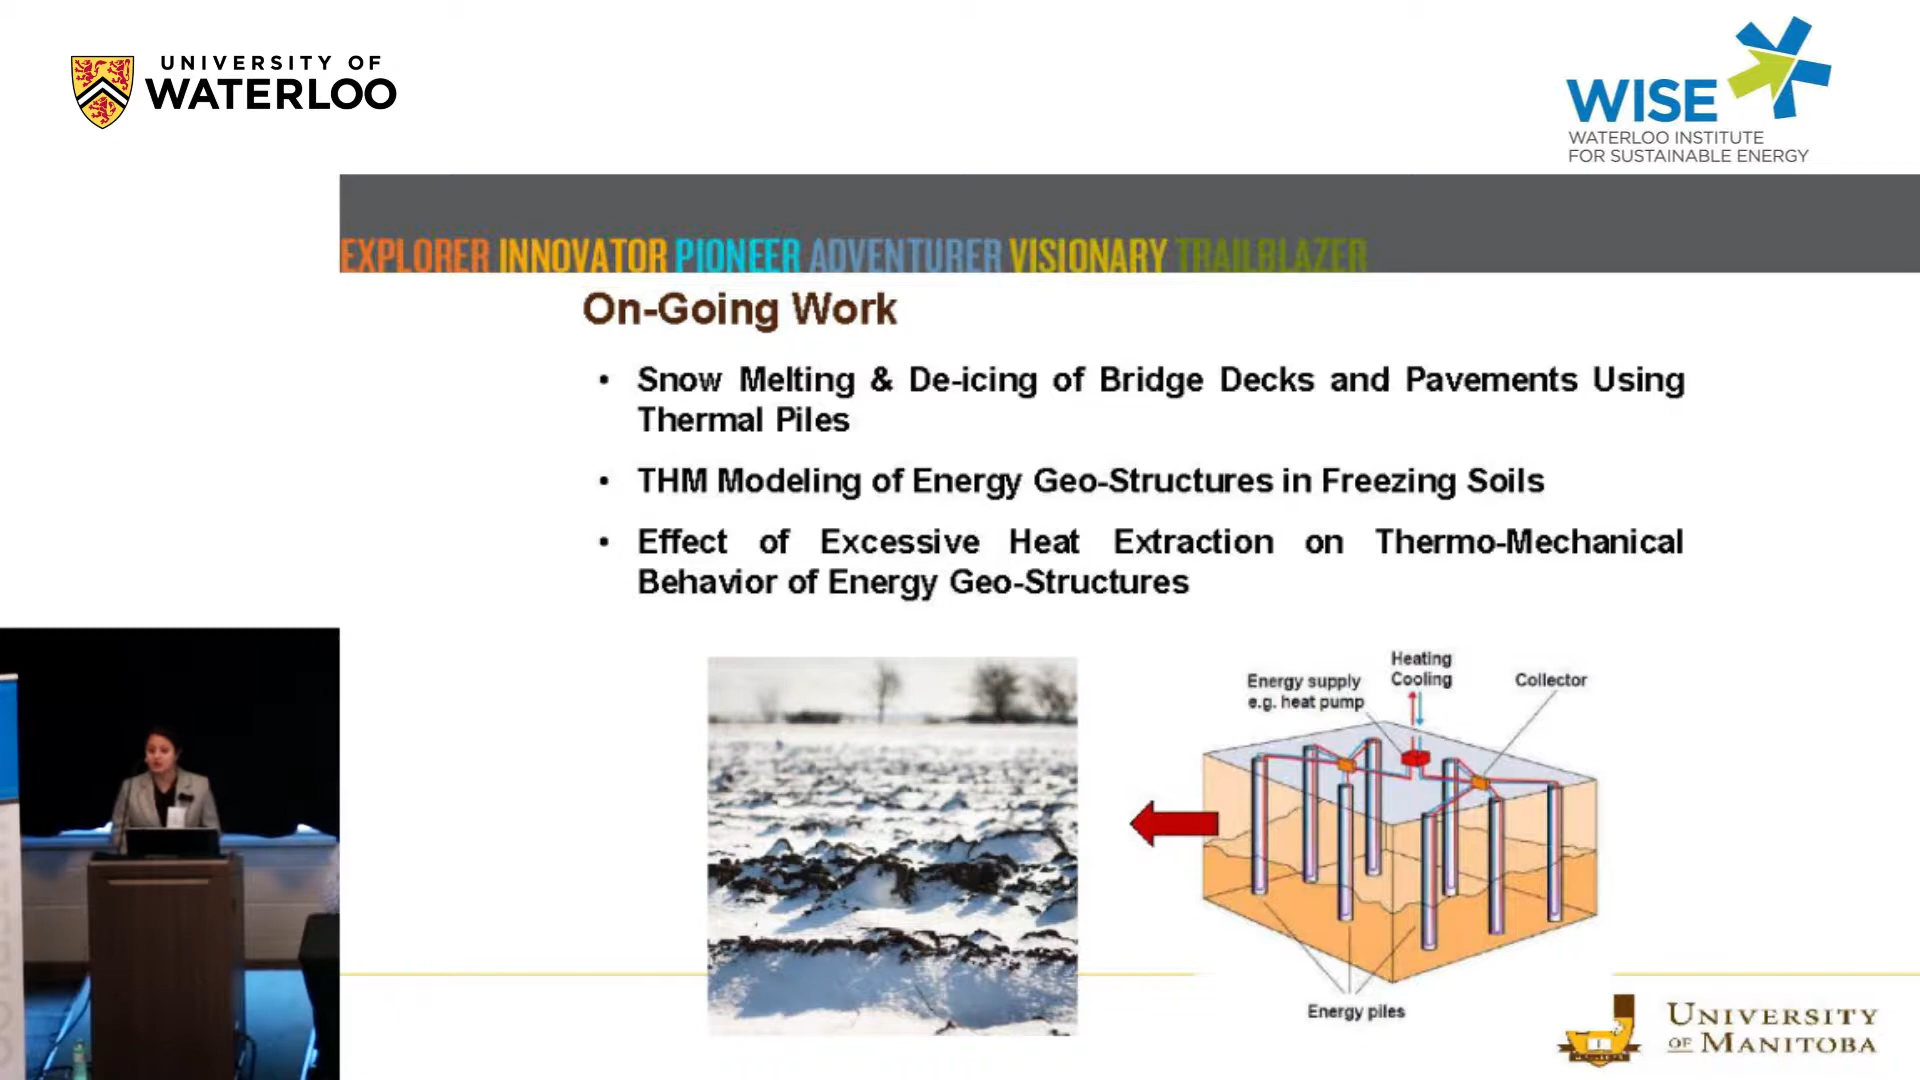 UNIVERSITY OF
WATERLOO
WISE
WATERLOO INSTITUTE
FOR SUSTAINABLE ENERGY
EXPLORER INNOVATOR PIONEER ADVENTURER VISIONARY TRAILBLAZER
On-Going Work
• Snow Melting & De-icing of Bridge Decks and Pavements Using
Thermal Piles
• THM Modeling of Energy Geo-Structures in Freezing Soils
• Effect of Excessive Heat Extraction on Thermo-Mechanical
Behavior of Energy Geo-Structures
Heating
Cooling
Energy supply
e.g. heat pump
Collector
Energy piles
UNIVERSITY
OF MANITOBA